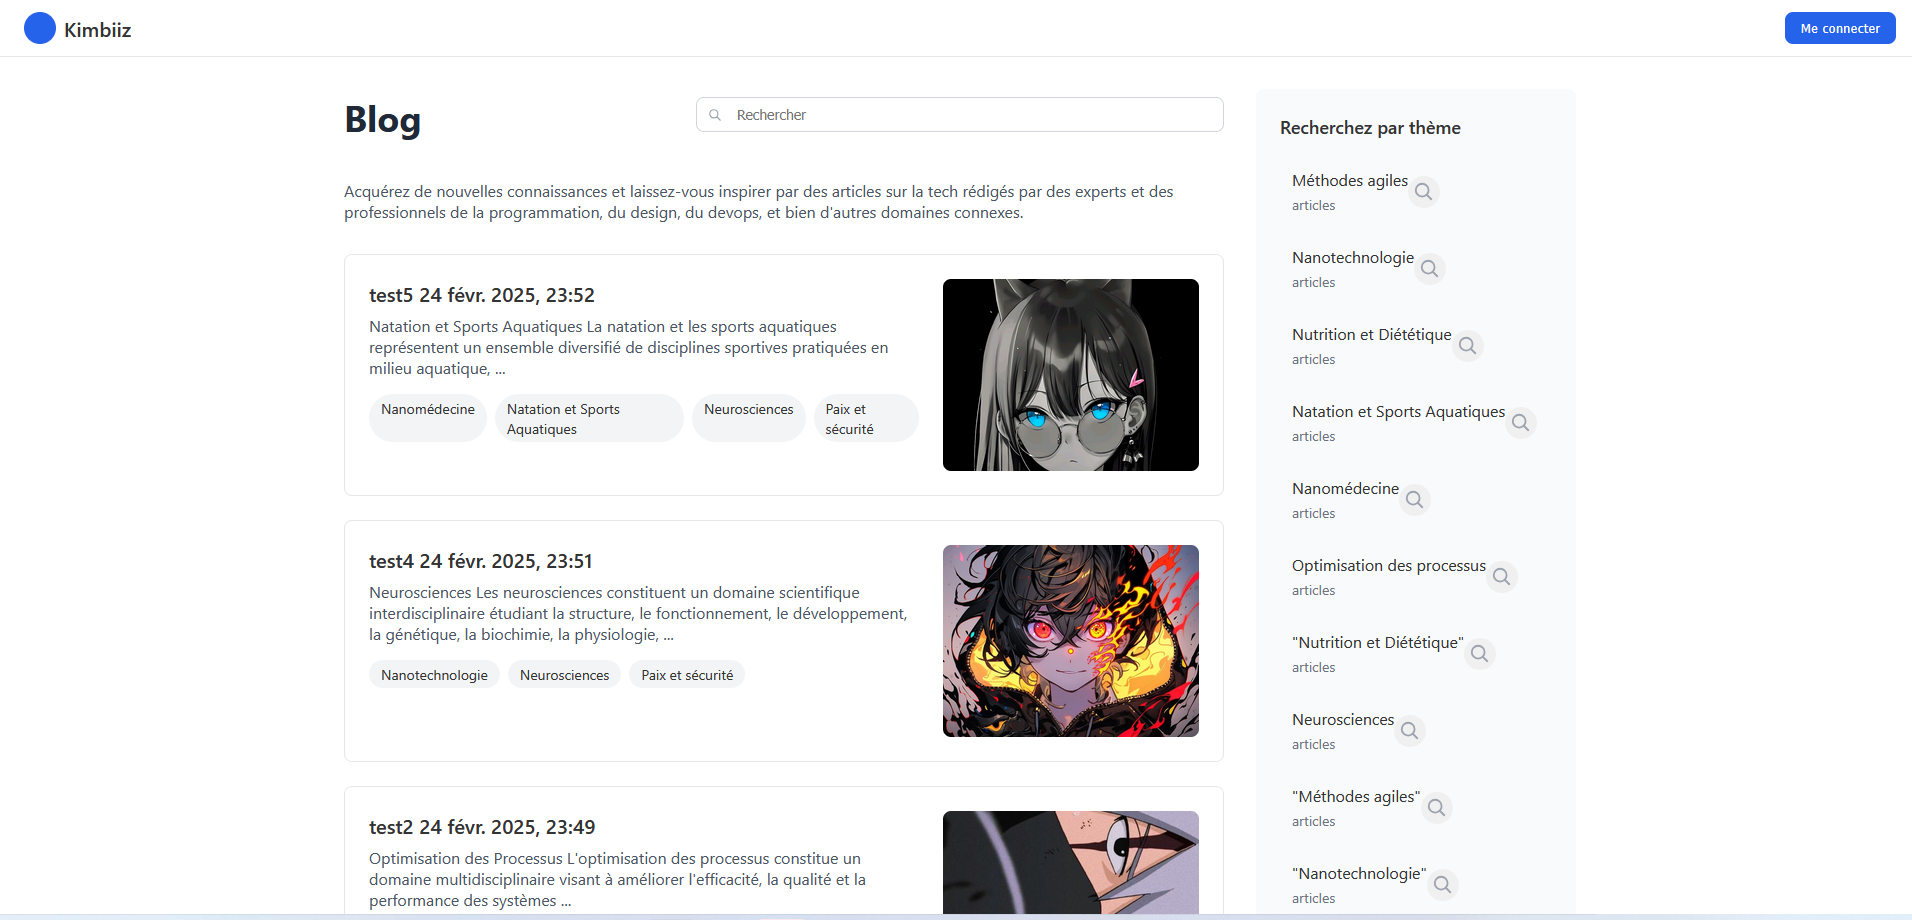 Kimbiiz
Me connecter
Blog
Rechercher
Acquérez de nouvelles connaissances et laissez-vous inspirer par des articles sur la tech rédigés par des experts et des
professionnels de la programmation, du design, du devops, et bien d'autres domaines connexes.
test5 24 févr. 2025, 23:52
Natation et Sports Aquatiques La natation et les sports aquatiques
représentent un ensemble diversifié de disciplines sportives pratiquées en
milieu aquatique, ...
Nanomédecine
Natation et Sports
Aquatiques
Neurosciences
Paix et
sécurité
test4 24 févr. 2025, 23:51
Neurosciences Les neurosciences constituent un domaine scientifique
interdisciplinaire étudiant la structure, le fonctionnement, le développement,
la génétique, la biochimie, la physiologie, ...
Nanotechnologie
Neurosciences
Paix et sécurité
test2 24 févr. 2025, 23:49
Optimisation des Processus L'optimisation des processus constitue un
domaine multidisciplinaire visant à améliorer l'efficacité, la qualité et la
performance des systèmes ...
Recherchez par thème
Méthodes agiles
articles
Nanotechnologie
articles
Nutrition et Diététique
articles
Natation et Sports Aquatiques
articles
Nanomédecine
articles
Optimisation des processus
articles
"Nutrition et Diététique"
articles
Neurosciences
articles
"Méthodes agiles"
articles
"Nanotechnologie"
articles